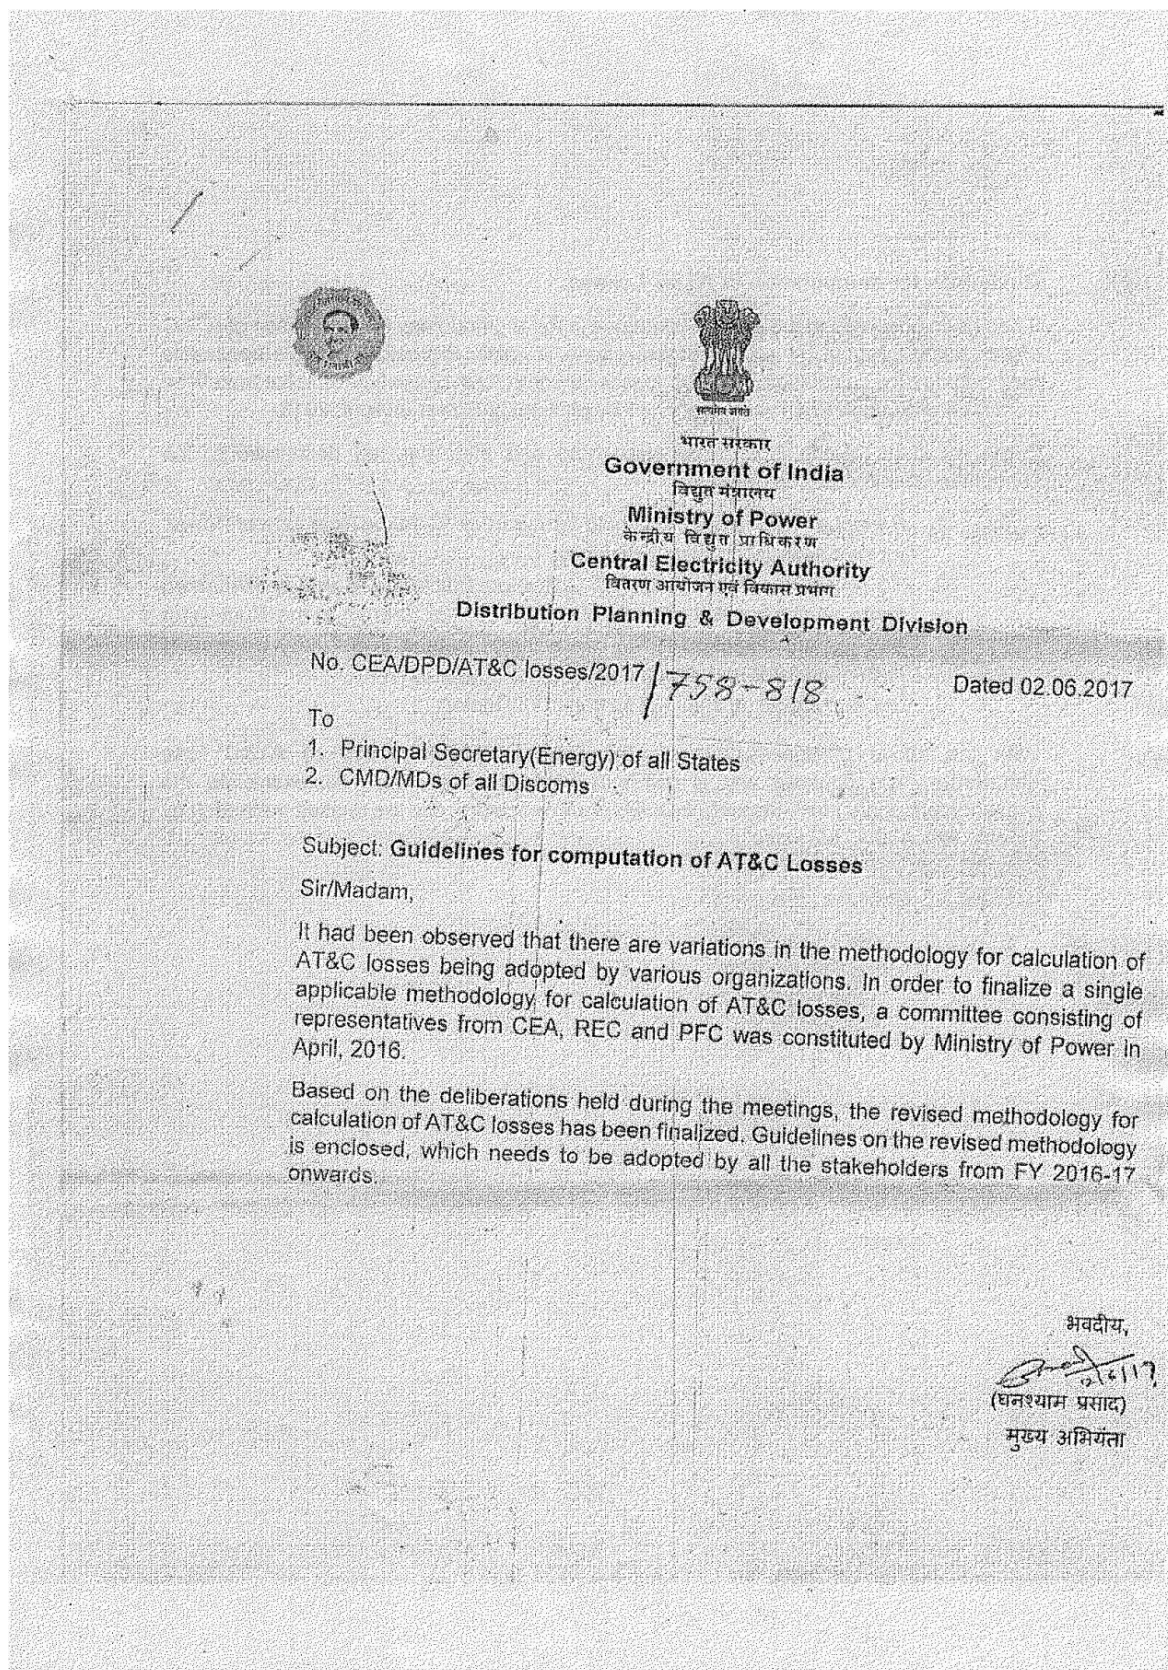 सत्यमेव जयते
भारत सरकार
Government of India
विद्युत मंत्रालय
Ministry of Power
केन्द्रीय विद्युत प्राधिकरण
Central Electricity Authority
वितरण आयोजन एवं विकास प्रभाग
Distribution Planning & Development Division
No. CEA/DPD/AT&C losses/2017/758-818 Dated 02.06.2017
To
1. Principal Secretary(Energy) of all States
2. CMD/MDs of all Discoms
Subject: Guidelines for computation of AT&C Losses
Sir/Madam,
It had been observed that there are variations in the methodology for calculation of
AT&C losses being adopted by various organizations. In order to finalize a single
applicable methodology for calculation of AT&C losses, a committee consisting of
representatives from CEA, REC and PFC was constituted by Ministry of Power in
April, 2016.
Based on the deliberations held during the meetings, the revised methodology for
calculation of AT&C losses has been finalized. Guidelines on the revised methodology
is enclosed, which needs to be adopted by all the stakeholders from FY 2016-17
onwards.
भवदीय,
(घनश्याम प्रसाद)
मुख्य अभियंता